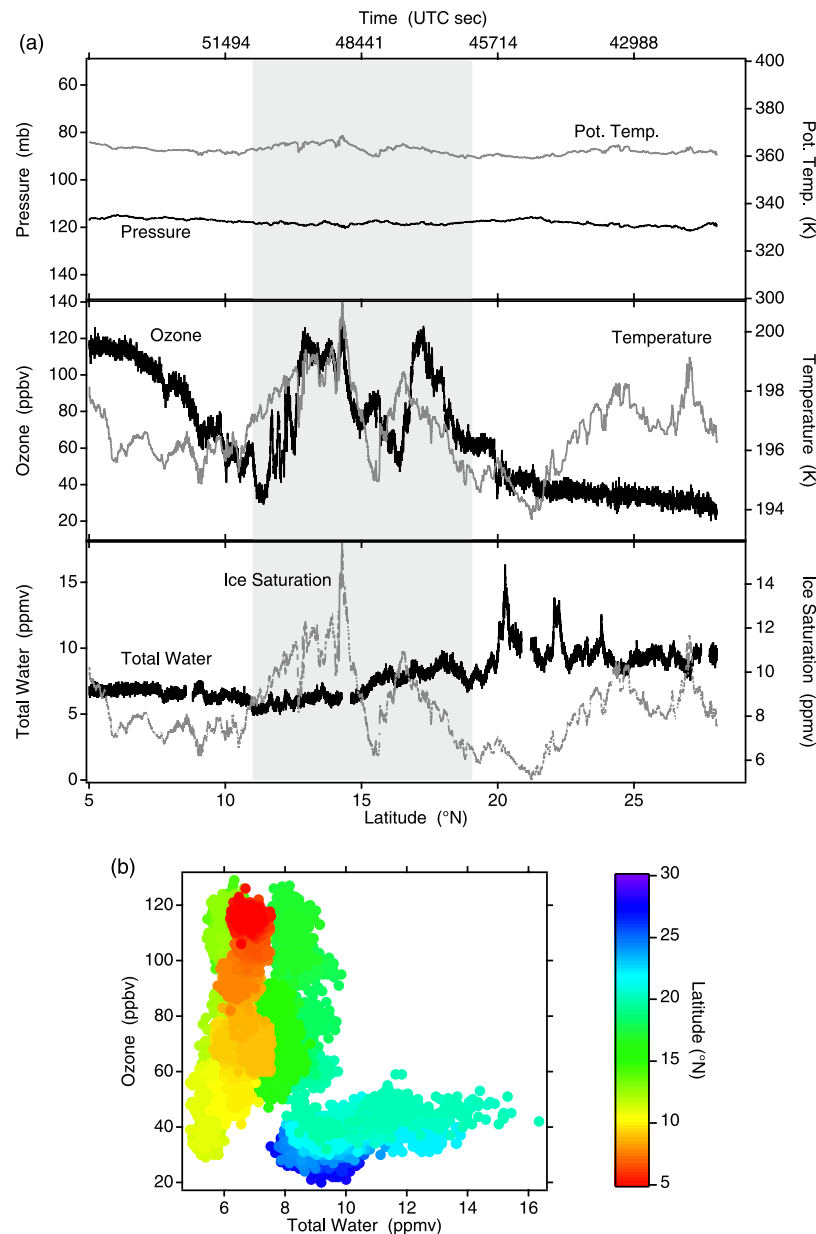 Time (UTC sec)
(a)
51494 48441 45714 42988
60
80
100
120
140
Pressure (mb)
Pot. Temp.
Pressure
400
380
360
340
320
300
Pot. Temp. (K)
140
120
100
80
60
40
20
Ozone (ppbv)
Ozone
Temperature
200
198
196
194
Temperature (K)
15
10
5
0
Total Water (ppmv)
Ice Saturation
Total Water
14
12
10
8
6
Ice Saturation (ppmv)
5 10 15 20 25
Latitude (°N)
(b)
120
100
80
60
40
20
Ozone (ppbv)
6 8 10 12 14 16
Total Water (ppmv)
30
25
20
15
10
5
Latitude (°N)